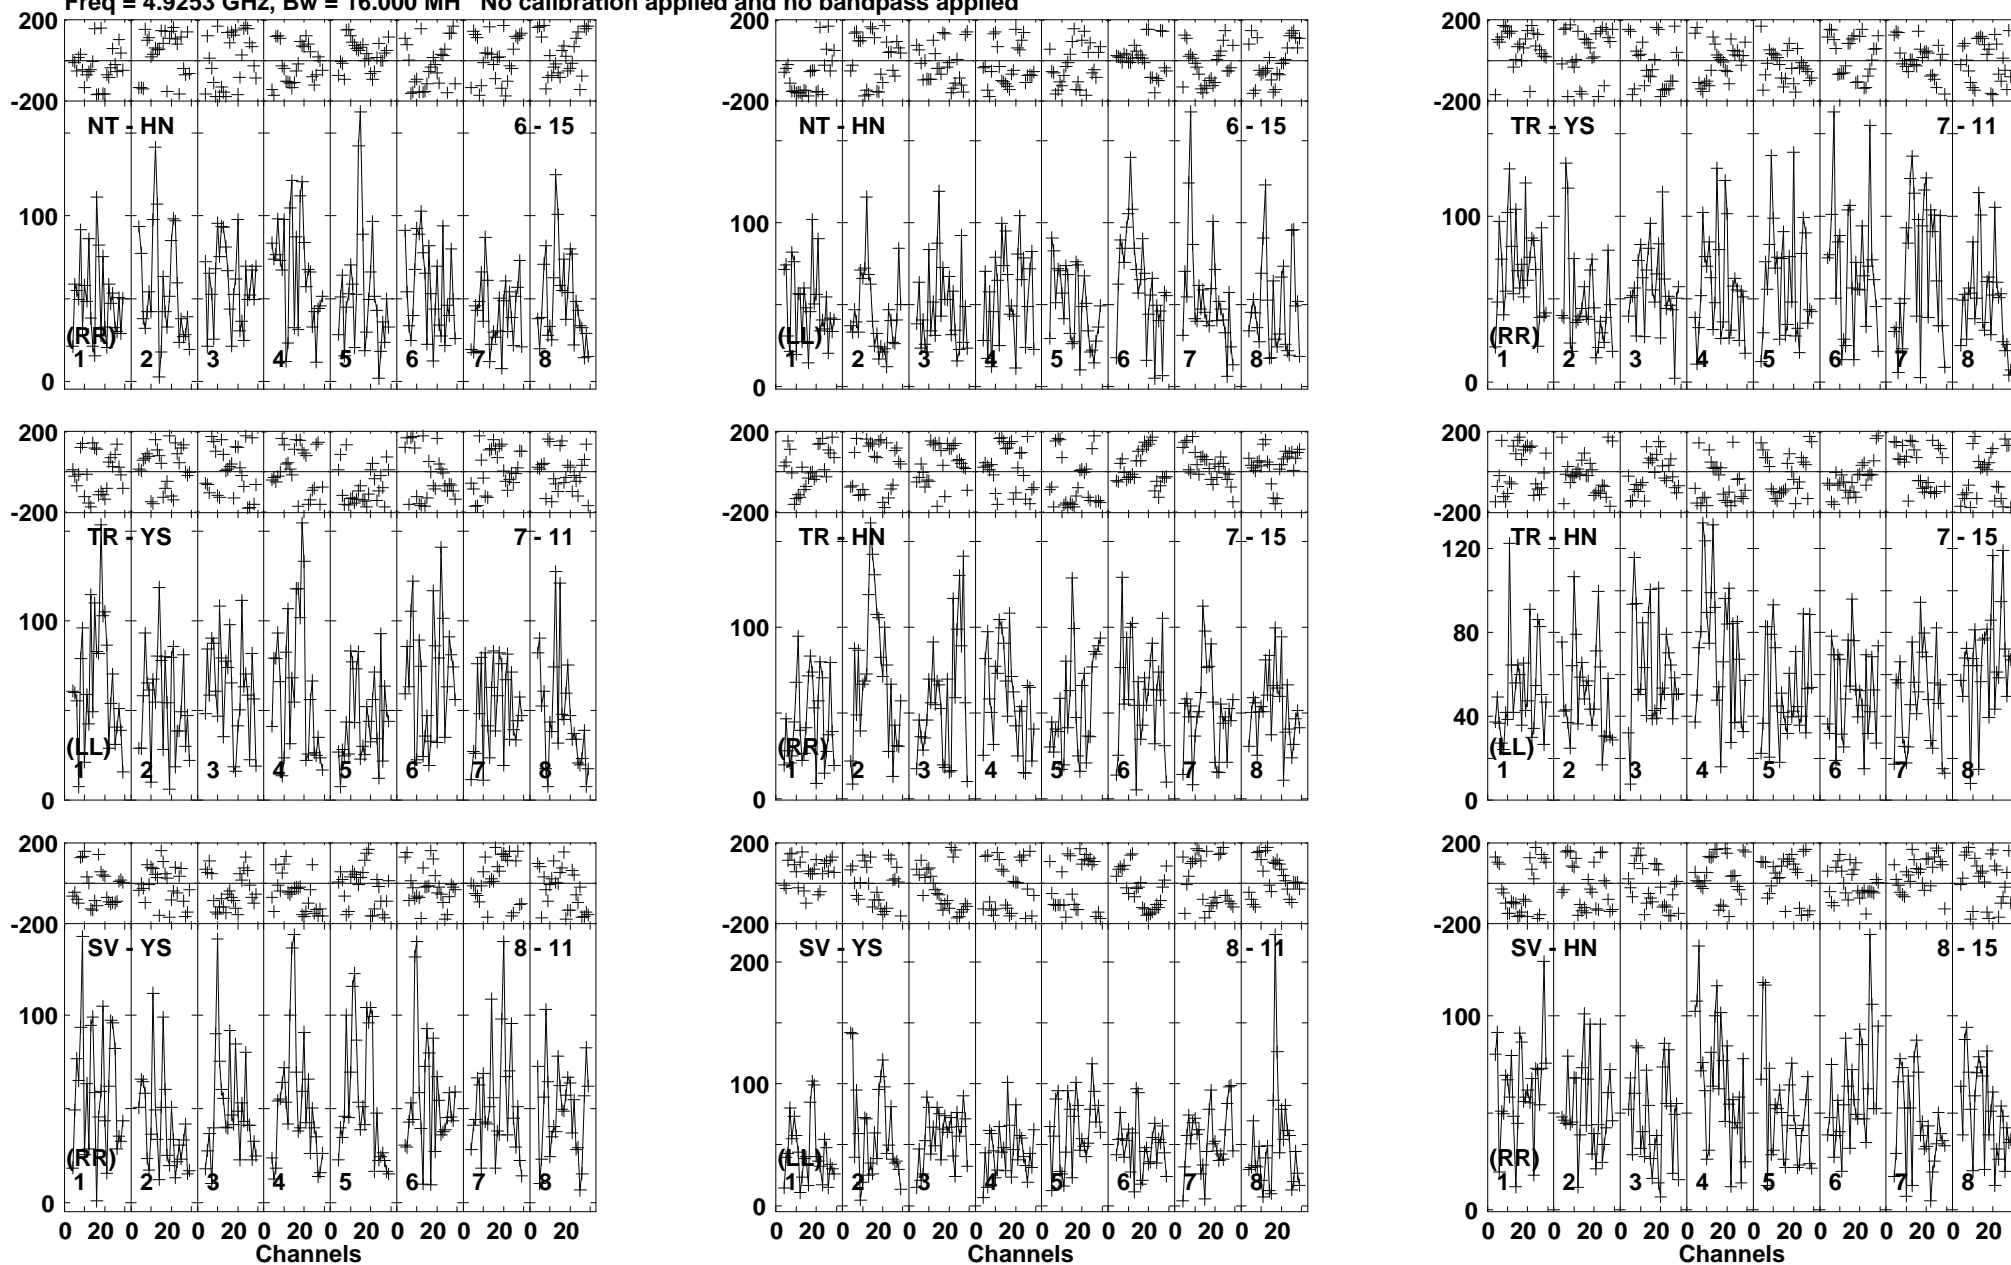 Freq = 4.9253 GHz, Bw = 16.000 MH No calibration applied and no bandpass applied
200 200 200
-200 -200 -200
NT - HN 6 - 15 NT - HN 6 - 15 TR - YS 7 - 11
100 100 100
(RR) (LL) (RR)
1 2 3 4 5 6 7 8 1 2 3 4 5 6 7 8 1 2 3 4 5 6 7 8
0 0 0
200 200 200
-200 -200 -200
TR - YS 7 - 11 TR - HN 7 - 15 TR - HN 7 - 15
120
100 100 80
40
(LL) (RR) (LL)
1 2 3 4 5 6 7 8 1 2 3 4 5 6 7 8 1 2 3 4 5 6 7 8
0 0 0
200 200 200
-200 -200 -200
SV - YS 8 - 11 SV - YS 8 - 11 SV - HN 8 - 15
200
100 100 100
(RR) (LL) (RR)
1 2 3 4 5 6 7 8 1 2 3 4 5 6 7 8 1 2 3 4 5 6 7 8
0 0 0
0 20 0 20 0 20 0 20 0 20 0 20 0 20 0 20 0 20 0 20 0 20 0 20 0 20 0 20 0 20 0 20 0 20 0 20 0 20 0 20 0 20 0 20 0 20 0 20
Channels Channels Channels